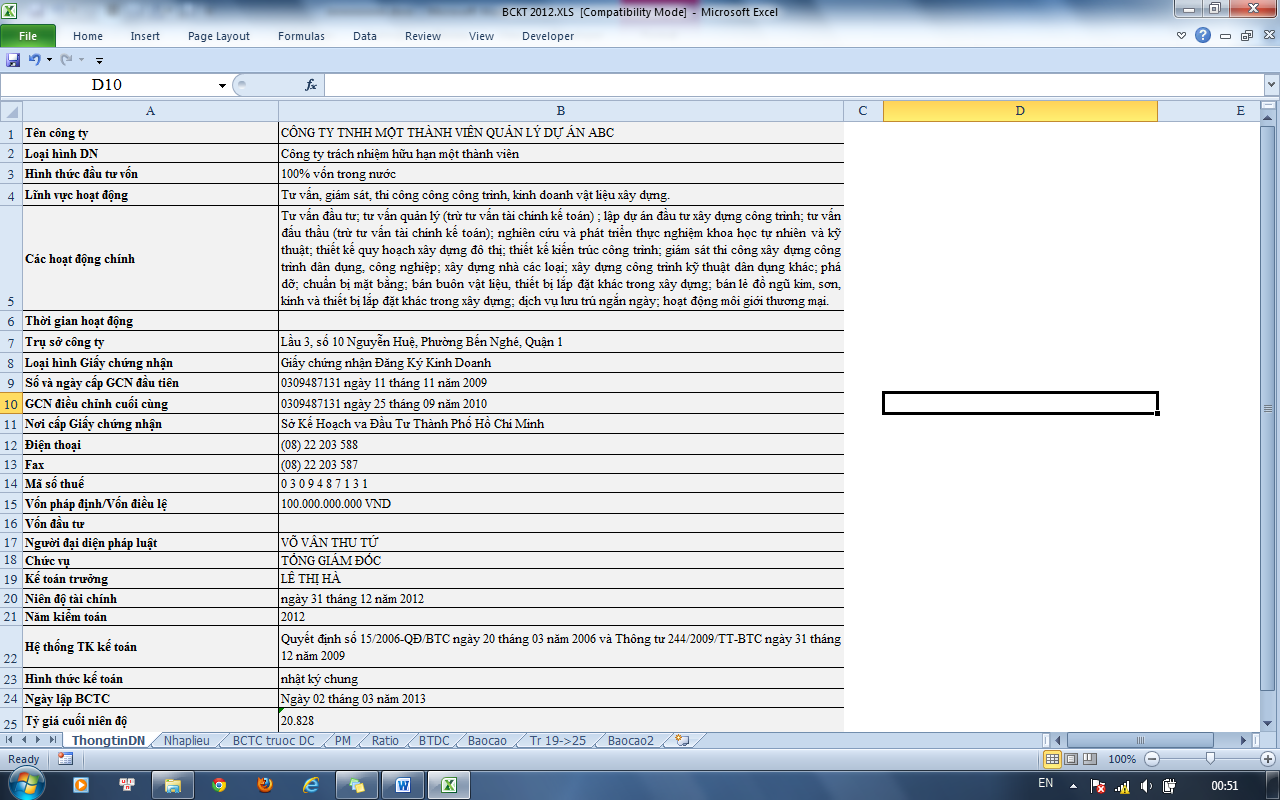 BCKT 2012.XLS [Compatibility Mode] - Microsoft Excel
File Home Insert Page Layout Formulas Data Review View Developer
D10 fx
A B C D E
1 Tên công ty CÔNG TY TNHH MỘT THÀNH VIÊN QUẢN LÝ DỰ ÁN ABC
2 Loại hình DN Công ty trách nhiệm hữu hạn một thành viên
3 Hình thức đầu tư vốn 100% vốn trong nước
4 Lĩnh vực hoạt động Tư vấn, giám sát, thi công công công trình, kinh doanh vật liệu xây dựng.
Tư vấn đầu tư; tư vấn quản lý (trừ tư vấn tài chinh kế toán) ; lập dự án đầu tư xây dựng công trình; tư vấn
đấu thầu (trừ tư vấn tài chinh kế toán); nghiên cứu và phát triển thực nghiệm khoa học tự nhiên và kỹ
thuật; thiết kế quy hoạch xây dựng đô thị; thiết kế kiến trúc công trình; giám sát thi công xây dựng công
5 Các hoạt động chính trình dân dụng, công nghiệp; xây dựng nhà các loại; xây dựng công trình kỹ thuật dân dụng khác; phá
dỡ; chuẩn bị mặt bằng; bán buôn vật liệu, thiết bị lắp đặt khác trong xây dựng; bán lẻ đồ ngũ kim, sơn,
kinh và thiết bị lắp đặt khác trong xây dựng; dịch vụ lưu trú ngắn ngày; hoạt động môi giới thương mại.
6 Thời gian hoạt động
7 Trụ sở công ty Lầu 3, số 10 Nguyễn Huệ, Phường Bến Nghé, Quận 1
8 Loại hình Giấy chứng nhận Giấy chứng nhận Đăng Ký Kinh Doanh
9 Số và ngày cấp GCN đầu tiên 0309487131 ngày 11 tháng 11 năm 2009
10 GCN điều chỉnh cuối cùng 0309487131 ngày 25 tháng 09 năm 2010
11 Nơi cấp Giấy chứng nhận Sở Kế Hoạch va Đầu Tư Thành Phố Hồ Chí Minh
12 Điện thoại (08) 22 203 588
13 Fax (08) 22 203 587
14 Mã số thuế 0 3 0 9 4 8 7 1 3 1
15 Vốn pháp định/Vốn điều lệ 100.000.000.000 VND
16 Vốn đầu tư
17 Người đại diện pháp luật VÕ VÂN THU TỨ
18 Chức vụ TỔNG GIÁM ĐỐC
19 Kế toán trưởng LÊ THỊ HÀ
20 Niên độ tài chính ngày 31 tháng 12 năm 2012
21 Năm kiểm toán 2012
22 Hệ thống TK kế toán Quyết định số 15/2006-QĐ/BTC ngày 20 tháng 03 năm 2006 và Thông tư 244/2009/TT-BTC ngày 31 tháng
12 năm 2009
23 Hình thức kế toán nhật ký chung
24 Ngày lập BCTC Ngày 02 tháng 03 năm 2013
25 Tỷ giá cuối niên độ 20.828
ThongtinDN Nhaplieu BCTC truoc DC PM Ratio BTDC Baocao Tr 19->25 Baocao2
Ready 100%
EN 00:51